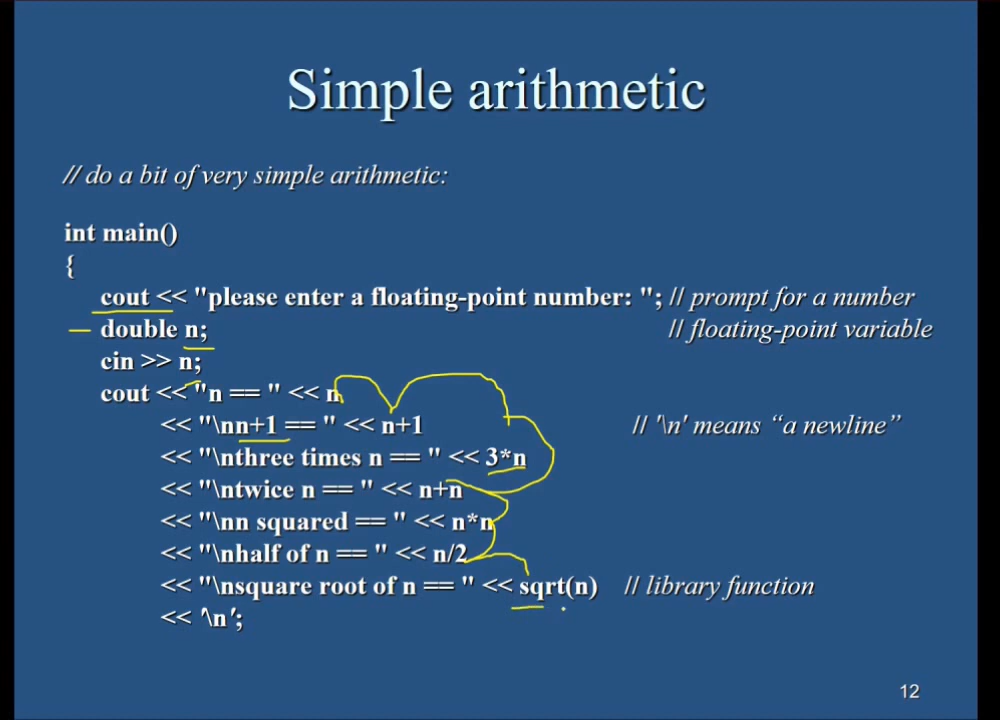 Simple arithmetic
// do a bit of very simple arithmetic:
int main()
{
cout << "please enter a floating-point number: "; // prompt for a number
double n; // floating-point variable
cin >> n;
cout << "n == " << n
<< "\nn+1 == " << n+1 // '\n' means “a newline”
<< "\nthree times n == " << 3*n
<< "\ntwice n == " << n+n
<< "\nn squared == " << n*n
<< "\nhalf of n == " << n/2
<< "\nsquare root of n == " << sqrt(n) // library function
<< '\n';
12